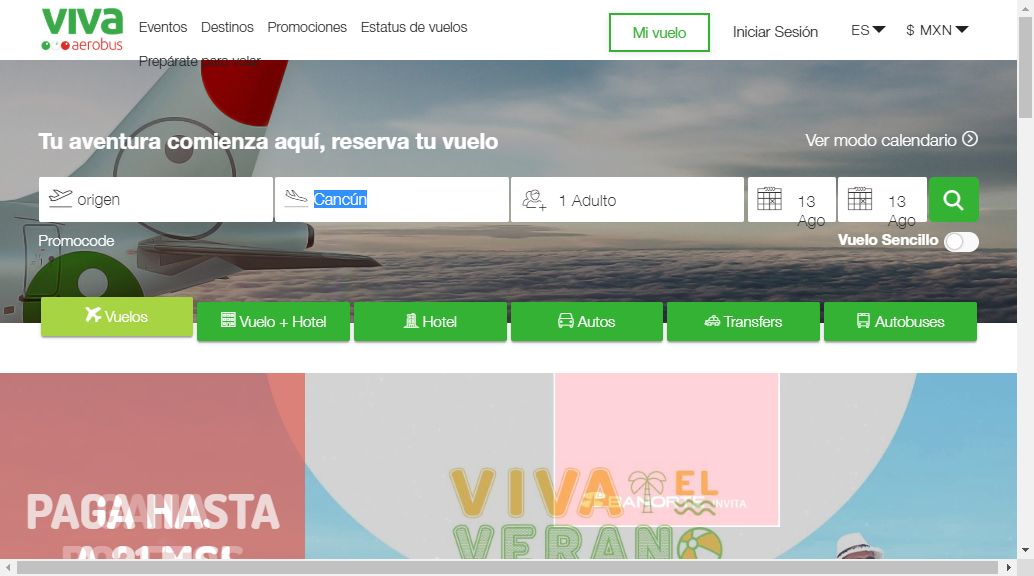 viva
aerobus
Eventos Destinos Promociones Estatus de vuelos
Prepárate para volar
Mi vuelo
Iniciar Sesión
ES
$ MXN
Tu aventura comienza aquí, reserva tu vuelo
Ver modo calendario
origen
Cancún
1 Adulto
13
Ago
13
Ago
Promocode
Vuelo Sencillo
Vuelos
Vuelo + Hotel
Hotel
Autos
Transfers
Autobuses
PAGA HASTA
VIVA EL
VERANO
BANORTE INVITA